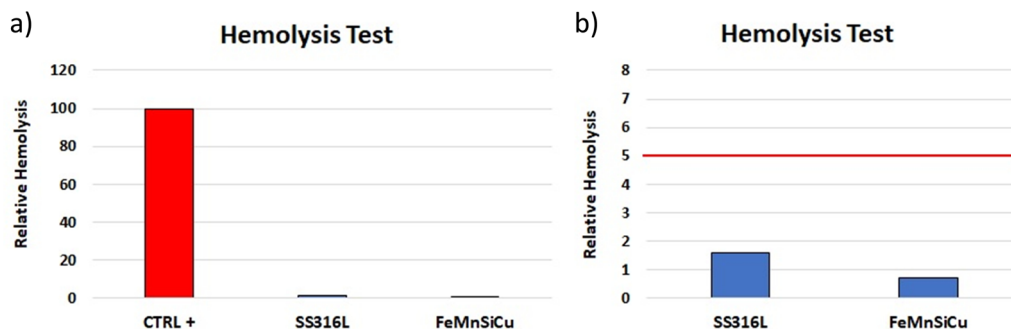 a)
Hemolysis Test
Relative Hemolysis
120
100
80
60
40
20
0
CTRL +
SS316L
FeMnSiCu
b)
Hemolysis Test
Relative Hemolysis
8
7
6
5
4
3
2
1
0
SS316L
FeMnSiCu